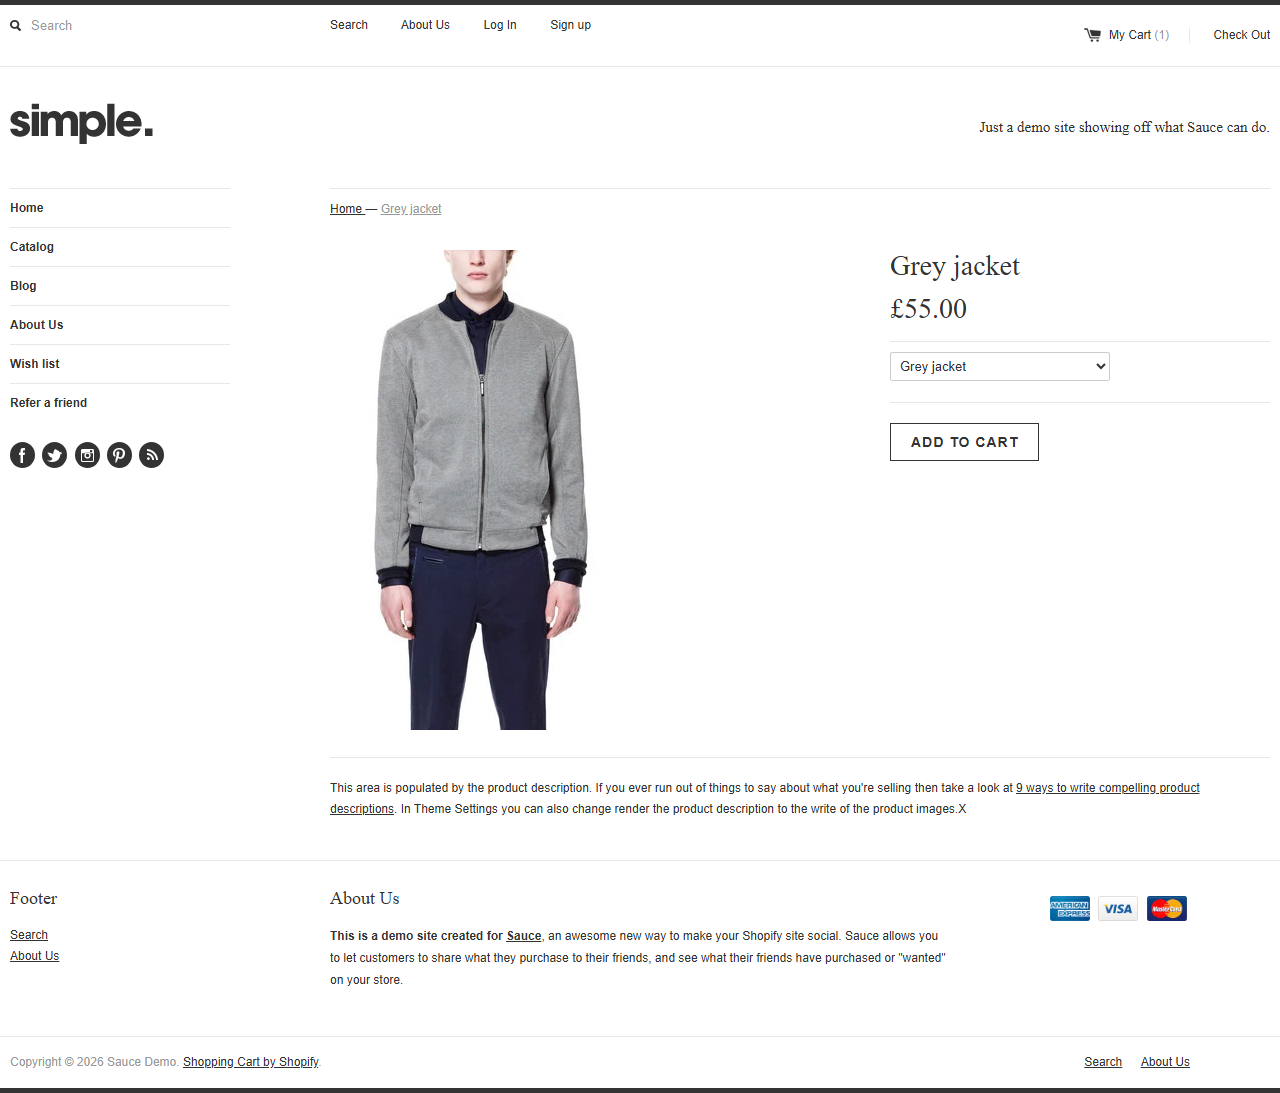 Search
Search About Us Log In Sign up
My Cart (1) Check Out
simple.
Just a demo site showing off what Sauce can do.
Home
Catalog
Blog
About Us
Wish list
Refer a friend
Home — Grey jacket
Grey jacket
£55.00
Grey jacket
ADD TO CART
This area is populated by the product description. If you ever run out of things to say about what you're selling then take a look at 9 ways to write compelling product
descriptions. In Theme Settings you can also change render the product description to the write of the product images.X
Footer
Search
About Us
About Us
This is a demo site created for Sauce, an awesome new way to make your Shopify site social. Sauce allows you
to let customers to share what they purchase to their friends, and see what their friends have purchased or "wanted"
on your store.
AMERICAN EXPRESS VISA MasterCard
Copyright © 2026 Sauce Demo. Shopping Cart by Shopify.
Search About Us